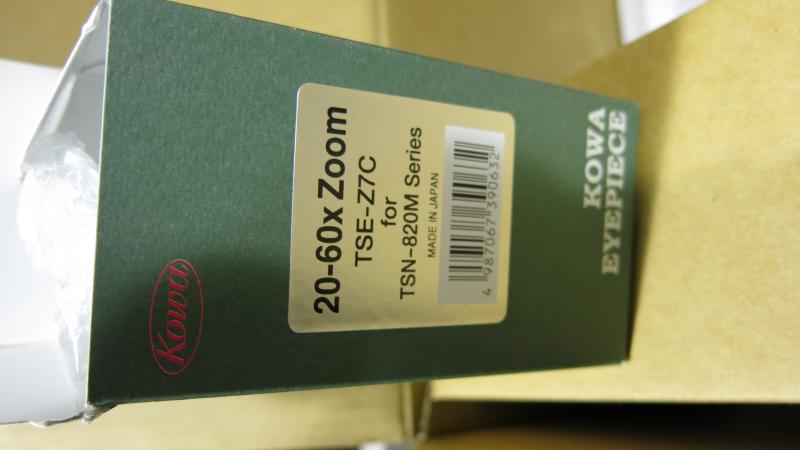 Kowa
20-60x Zoom
TSE-Z7C
for
TSN-820M Series
MADE IN JAPAN
4 987067 390632
KOWA
EYEPIECE